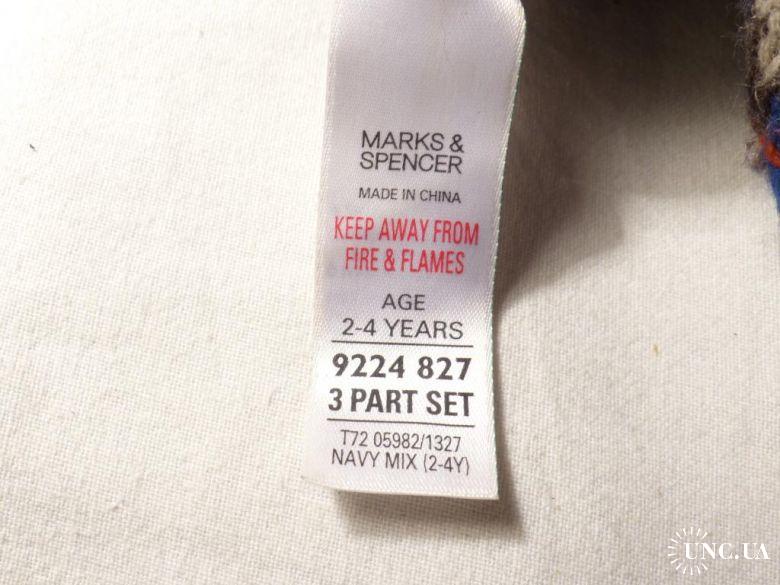 MARKS &
SPENCER
MADE IN CHINA
KEEP AWAY FROM
FIRE & FLAMES
AGE
2-4 YEARS
9224 827
3 PART SET
T72 05982/1327
NAVY MIX (2-4Y)
UNC.UA